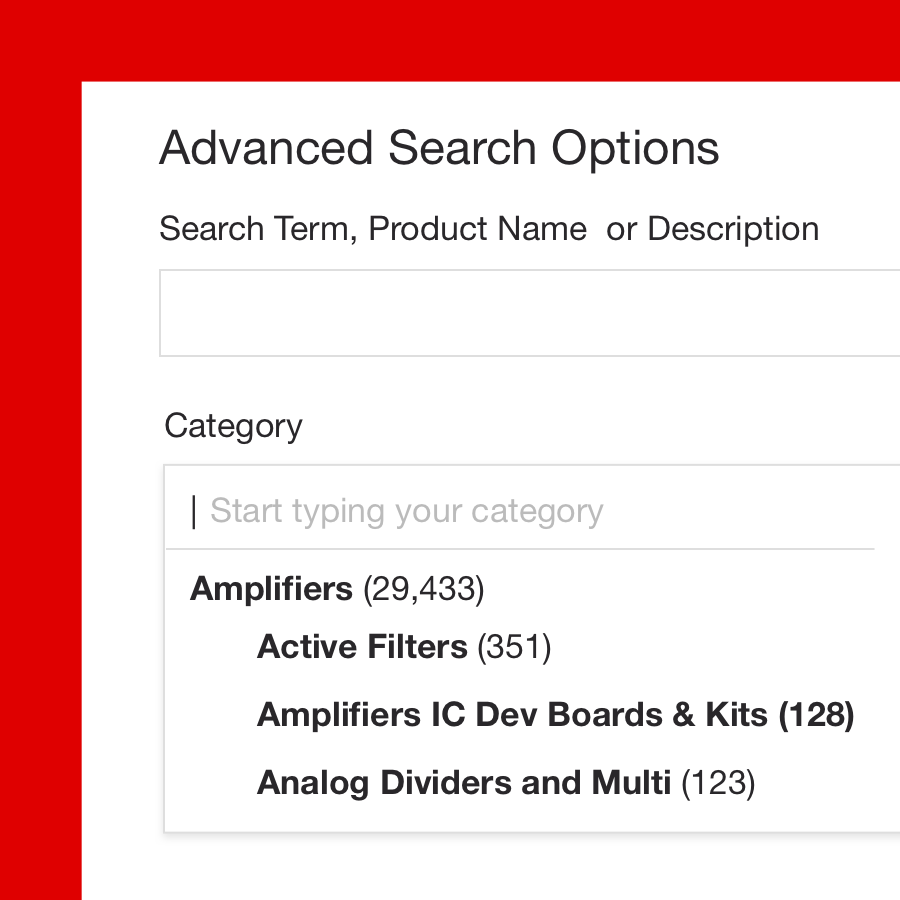 Advanced Search Options
Search Term, Product Name  or Description
Category
Start typing your category
Amplifiers (29,433)
Active Filters (351)
Amplifiers IC Dev Boards & Kits (128)
Analog Dividers and Multi (123)